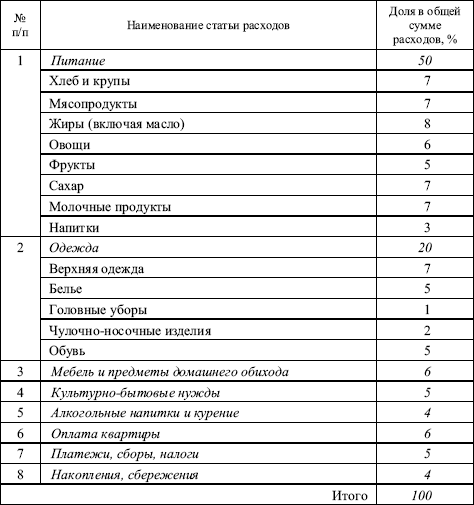 № п/п Наименование статьи расходов Доля в общей сумме расходов, %
1 Питание 50
Хлеб и крупы 7
Мясопродукты 7
Жиры (включая масло) 8
Овощи 6
Фрукты 5
Сахар 7
Молочные продукты 7
Напитки 3
2 Одежда 20
Верхняя одежда 7
Белье 5
Головные уборы 1
Чулочно-носочные изделия 2
Обувь 5
3 Мебель и предметы домашнего обихода 6
4 Культурно-бытовые нужды 5
5 Алкогольные напитки и курение 4
6 Оплата квартиры 6
7 Платежи, сборы, налоги 5
8 Накопления, сбережения 4
Итого 100